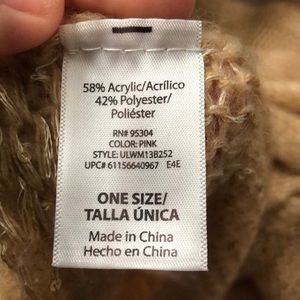 58% Acrylic/Acrílico
42% Polyester/
Poliéster
RN# 95304
COLOR: PINK
STYLE: ULWM13B252
UPC# 61156640967 E4E
ONE SIZE/
TALLA ÚNICA
Made in China
Hecho en China